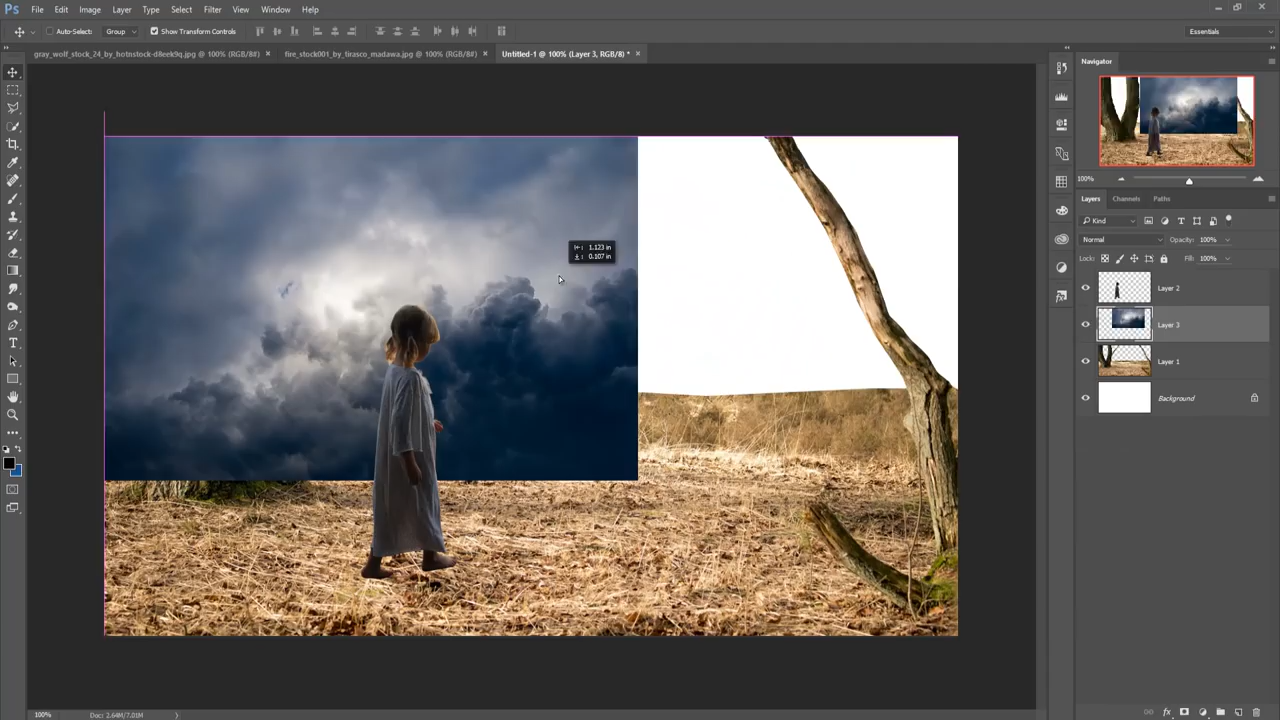 Ps File Edit Image Layer Type Select Filter View Window Help
Auto-Select: Group Show Transform Controls Essentials
gray_wolf_stock_24_by_hotnstock-d8eek9q.jpg @ 100% (RGB/8#) × fire_stock001_by_tirasco_madawa.jpg @ 100% (RGB/8#) × Untitled-1 @ 100% (Layer 3, RGB/8) * ×
Navigator
100%
Layers Channels Paths
Kind
Normal Opacity: 100%
Lock: Fill: 100%
1.123 in
0.107 in
Layer 2
Layer 3
Layer 1
Background
100% Doc: 2.64M/7.01M